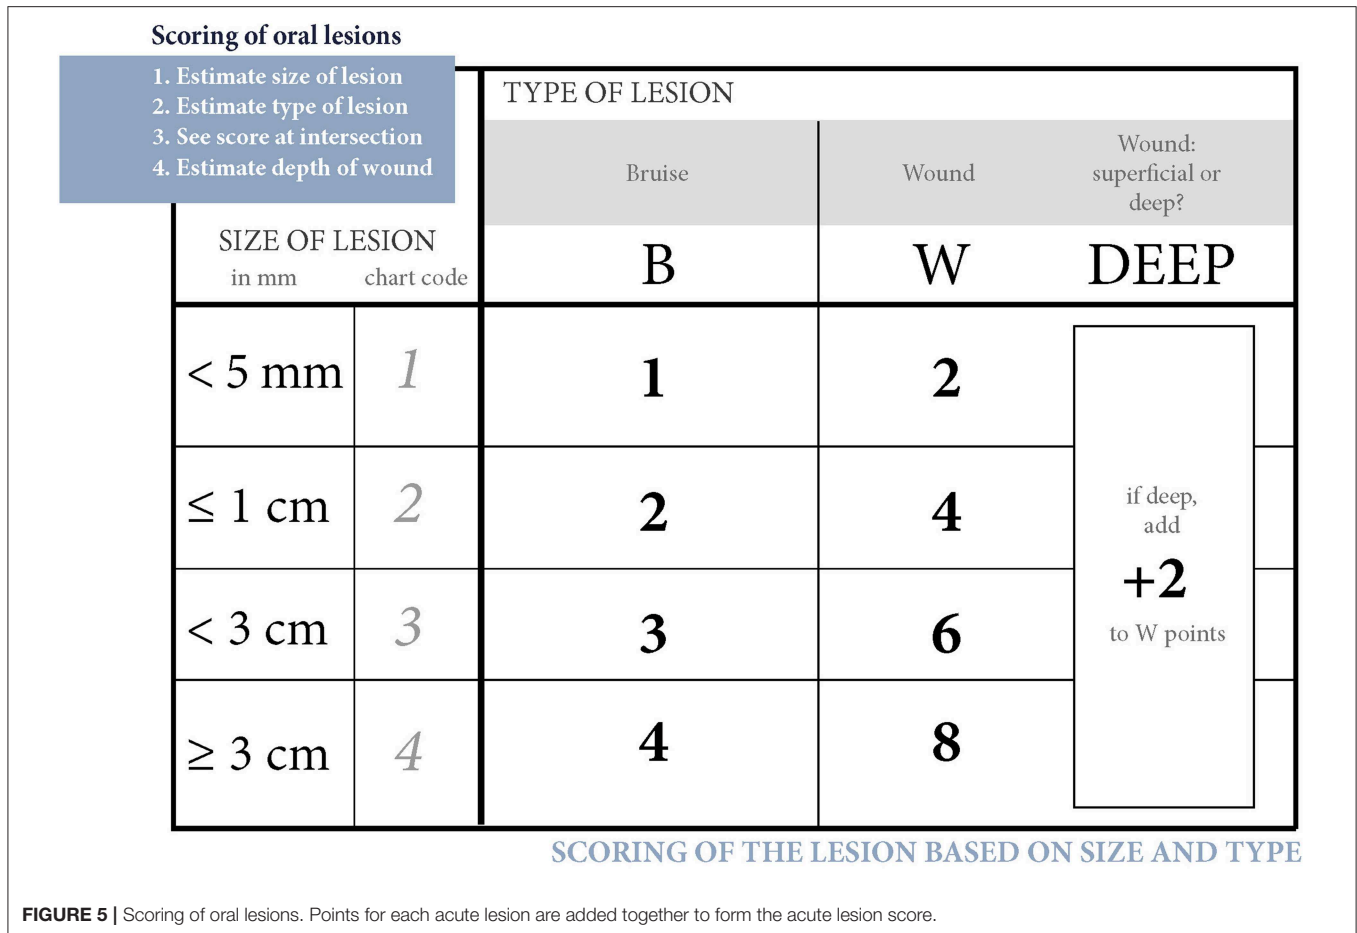 Scoring of oral lesions
1. Estimate size of lesion
2. Estimate type of lesion
3. See score at intersection
4. Estimate depth of wound
TYPE OF LESION
Bruise
Wound
Wound:
superficial or
deep?
SIZE OF LESION
in mm chart code
B W DEEP
< 5 mm 1 1 2
≤ 1 cm 2 2 4
< 3 cm 3 3 6
≥ 3 cm 4 4 8
if deep,
add
+2
to W points
SCORING OF THE LESION BASED ON SIZE AND TYPE
FIGURE 5 | Scoring of oral lesions. Points for each acute lesion are added together to form the acute lesion score.